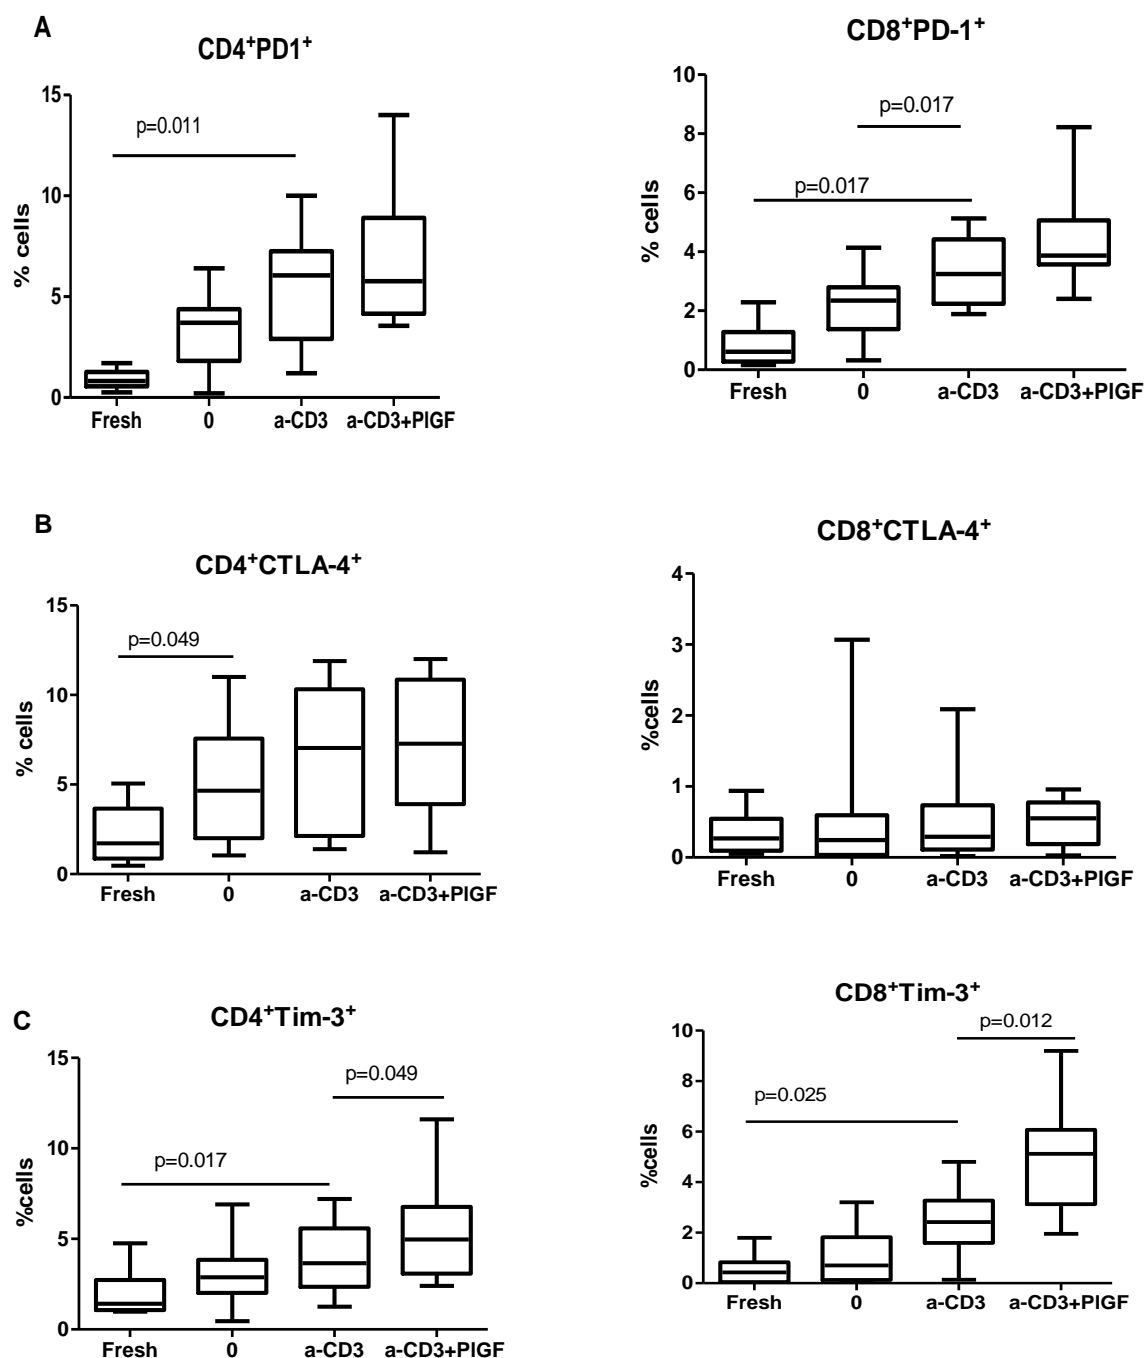 A
CD4⁺PD1⁺
15
10
5
0
% cells
p=0.011
Fresh 0 a-CD3 a-CD3+PIGF
CD8⁺PD-1⁺
10
8
6
4
2
0
% cells
p=0.017
p=0.017
Fresh 0 a-CD3 a-CD3+PIGF
B
CD4⁺CTLA-4⁺
15
10
5
0
% cells
p=0.049
Fresh 0 a-CD3 a-CD3+PIGF
CD8⁺CTLA-4⁺
4
3
2
1
0
%cells
Fresh 0 a-CD3 a-CD3+PIGF
C
CD4⁺Tim-3⁺
15
10
5
0
%cells
p=0.049
p=0.017
Fresh 0 a-CD3 a-CD3+PIGF
CD8⁺Tim-3⁺
10
8
6
4
2
0
%cells
p=0.012
p=0.025
Fresh 0 a-CD3 a-CD3+PIGF